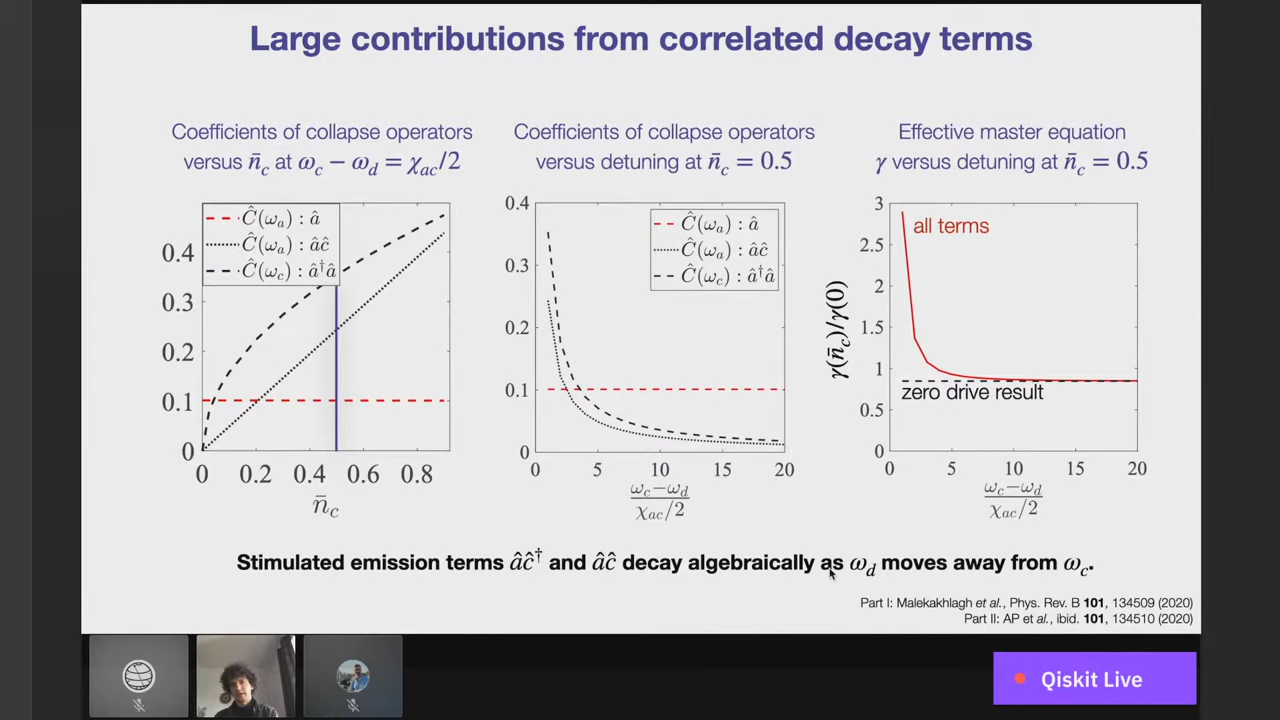 Large contributions from correlated decay terms
Coefficients of collapse operators
versus n̄_c at ω_c − ω_d = χ_ac/2
Ĉ(ω_a) : â
Ĉ(ω_a) : âĉ
Ĉ(ω_c) : â†â
0.4
0.3
0.2
0.1
0
0 0.2 0.4 0.6 0.8
n̄_c
Coefficients of collapse operators
versus detuning at n̄_c = 0.5
0.4
0.3
0.2
0.1
0
Ĉ(ω_a) : â
Ĉ(ω_a) : âĉ
Ĉ(ω_c) : â†â
0 5 10 15 20
ω_c−ω_d
χ_ac/2
Effective master equation
γ versus detuning at n̄_c = 0.5
γ(n̄_c)/γ(0)
3
2.5
2
1.5
1
0.5
0
all terms
zero drive result
0 5 10 15 20
ω_c−ω_d
χ_ac/2
Stimulated emission terms âĉ† and âĉ decay algebraically as ω_d moves away from ω_c.
Part I: Malekakhlagh et al., Phys. Rev. B 101, 134509 (2020)
Part II: AP et al., ibid. 101, 134510 (2020)
Qiskit Live